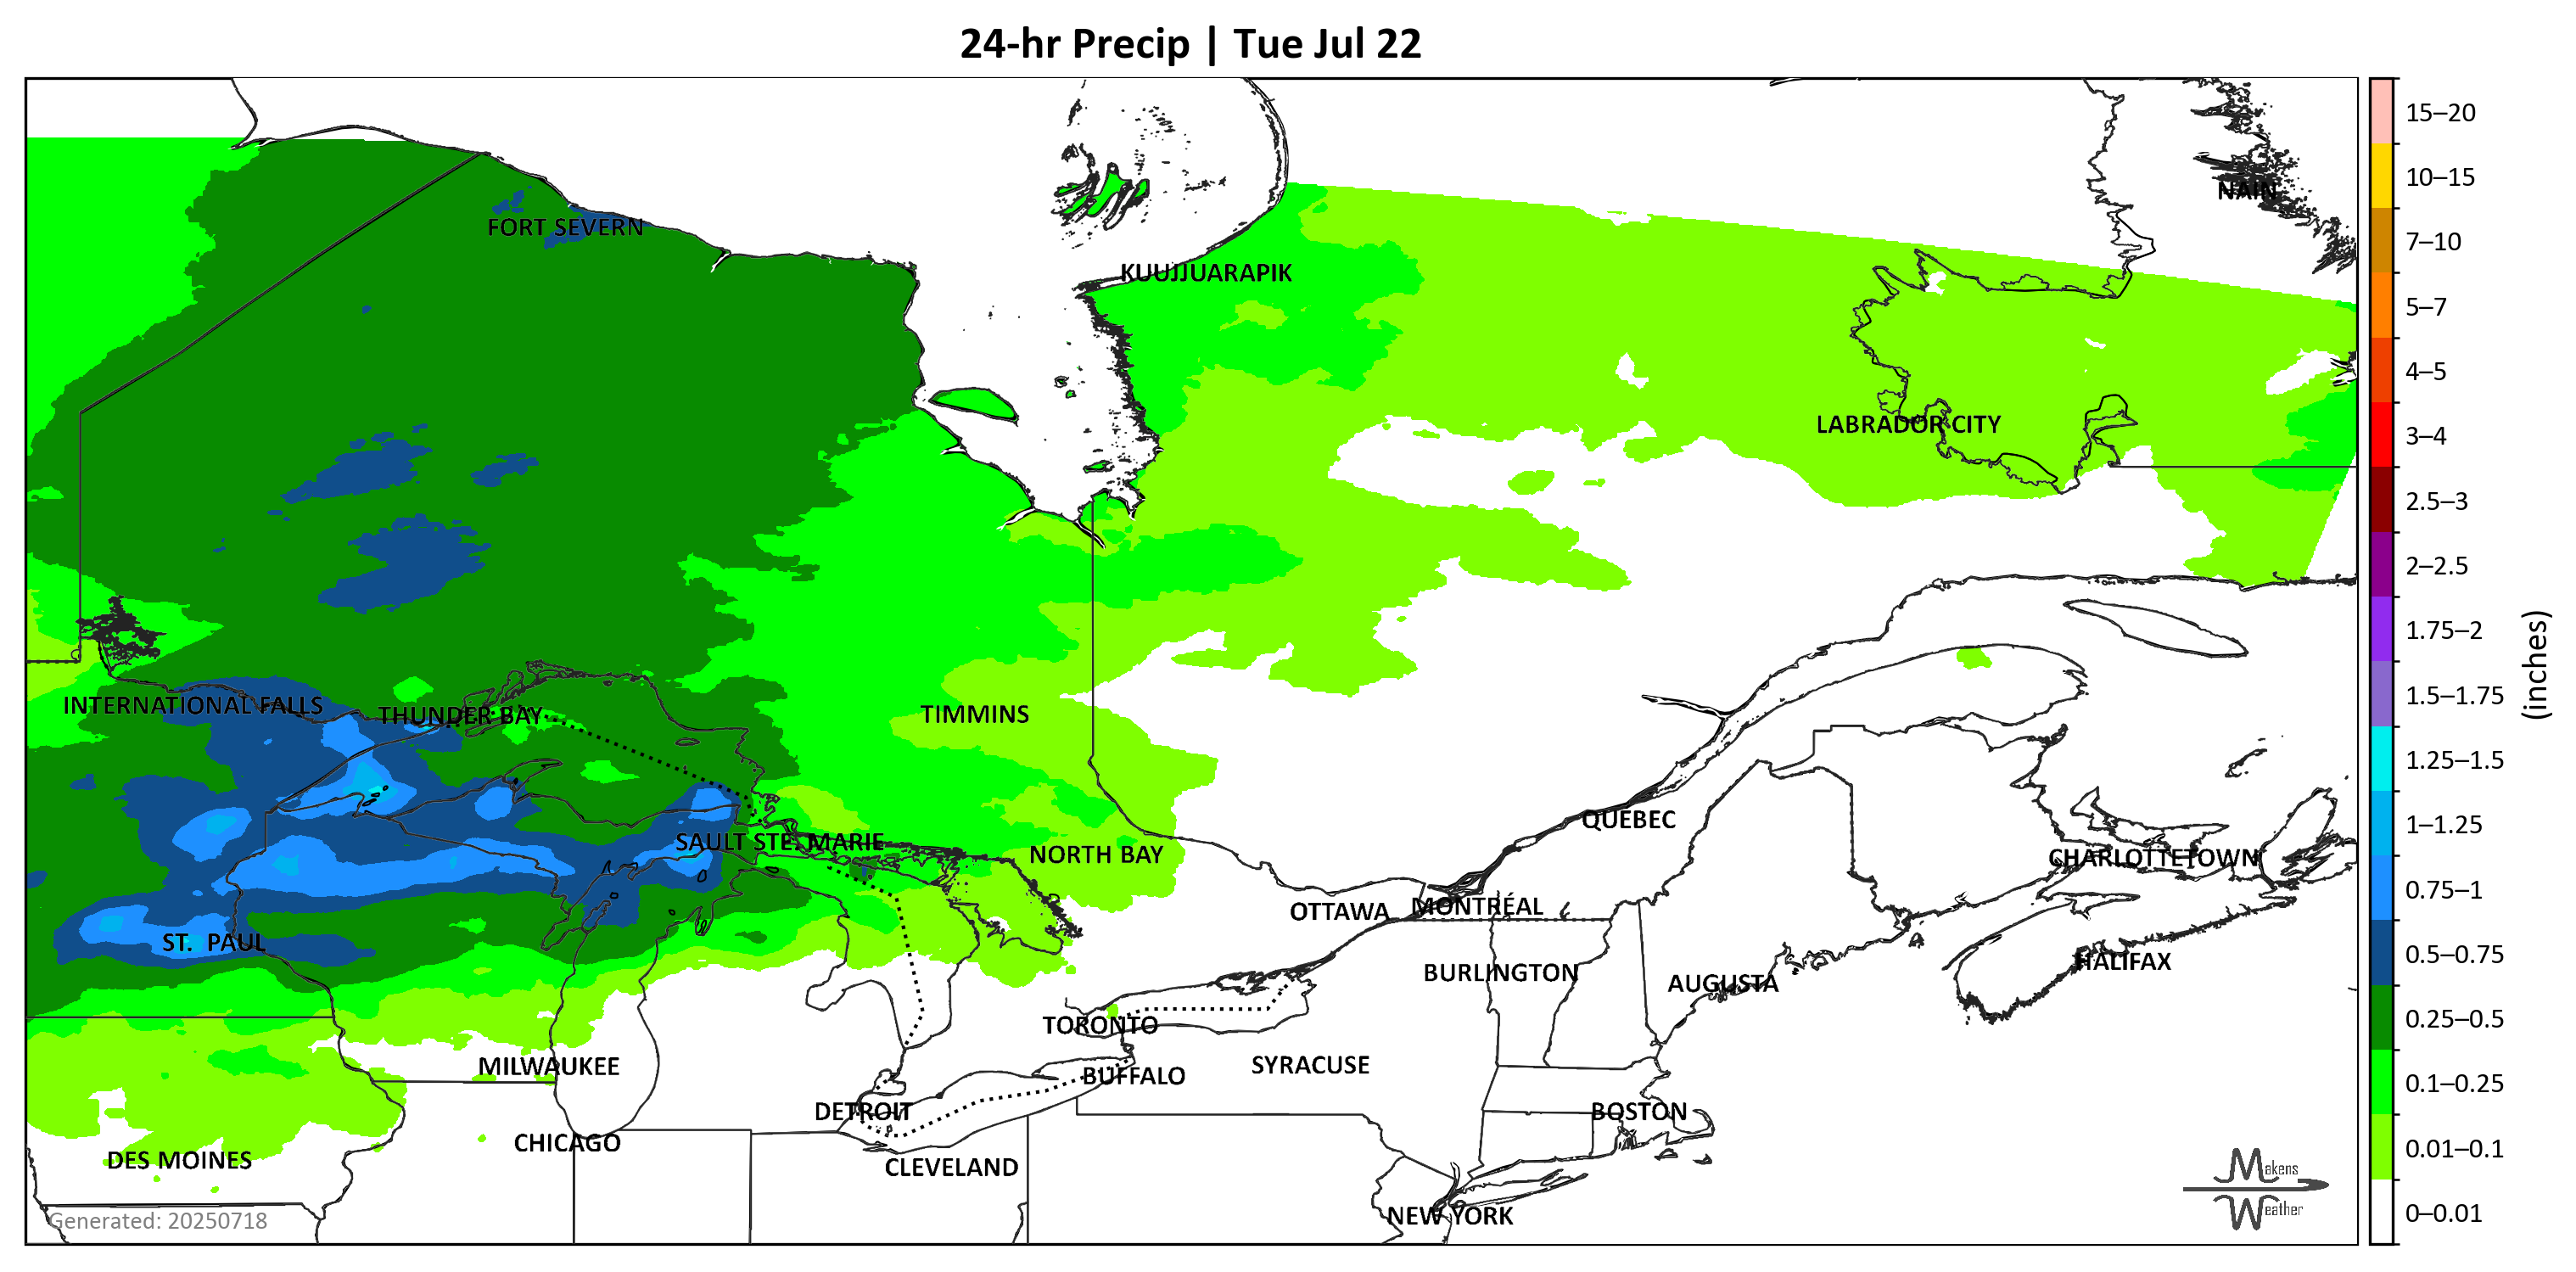 24-hr Precip | Tue Jul 22
15–20
10–15
7–10
5–7
4–5
3–4
2.5–3
2–2.5
1.75–2
1.5–1.75
1.25–1.5
1–1.25
0.75–1
0.5–0.75
0.25–0.5
0.1–0.25
0.01–0.1
0–0.01
(inches)
NAIN
FORT SEVERN
KUUJJUARAPIK
LABRADOR CITY
INTERNATIONAL FALLS
THUNDER BAY
TIMMINS
QUEBEC
SAULT STE. MARIE
NORTH BAY
CHARLOTTETOWN
OTTAWA
MONTRÉAL
ST. PAUL
HALIFAX
BURLINGTON
AUGUSTA
TORONTO
MILWAUKEE
SYRACUSE
BUFFALO
DETROIT
BOSTON
CHICAGO
DES MOINES
CLEVELAND
NEW YORK
Generated: 20250718
Makens
Weather